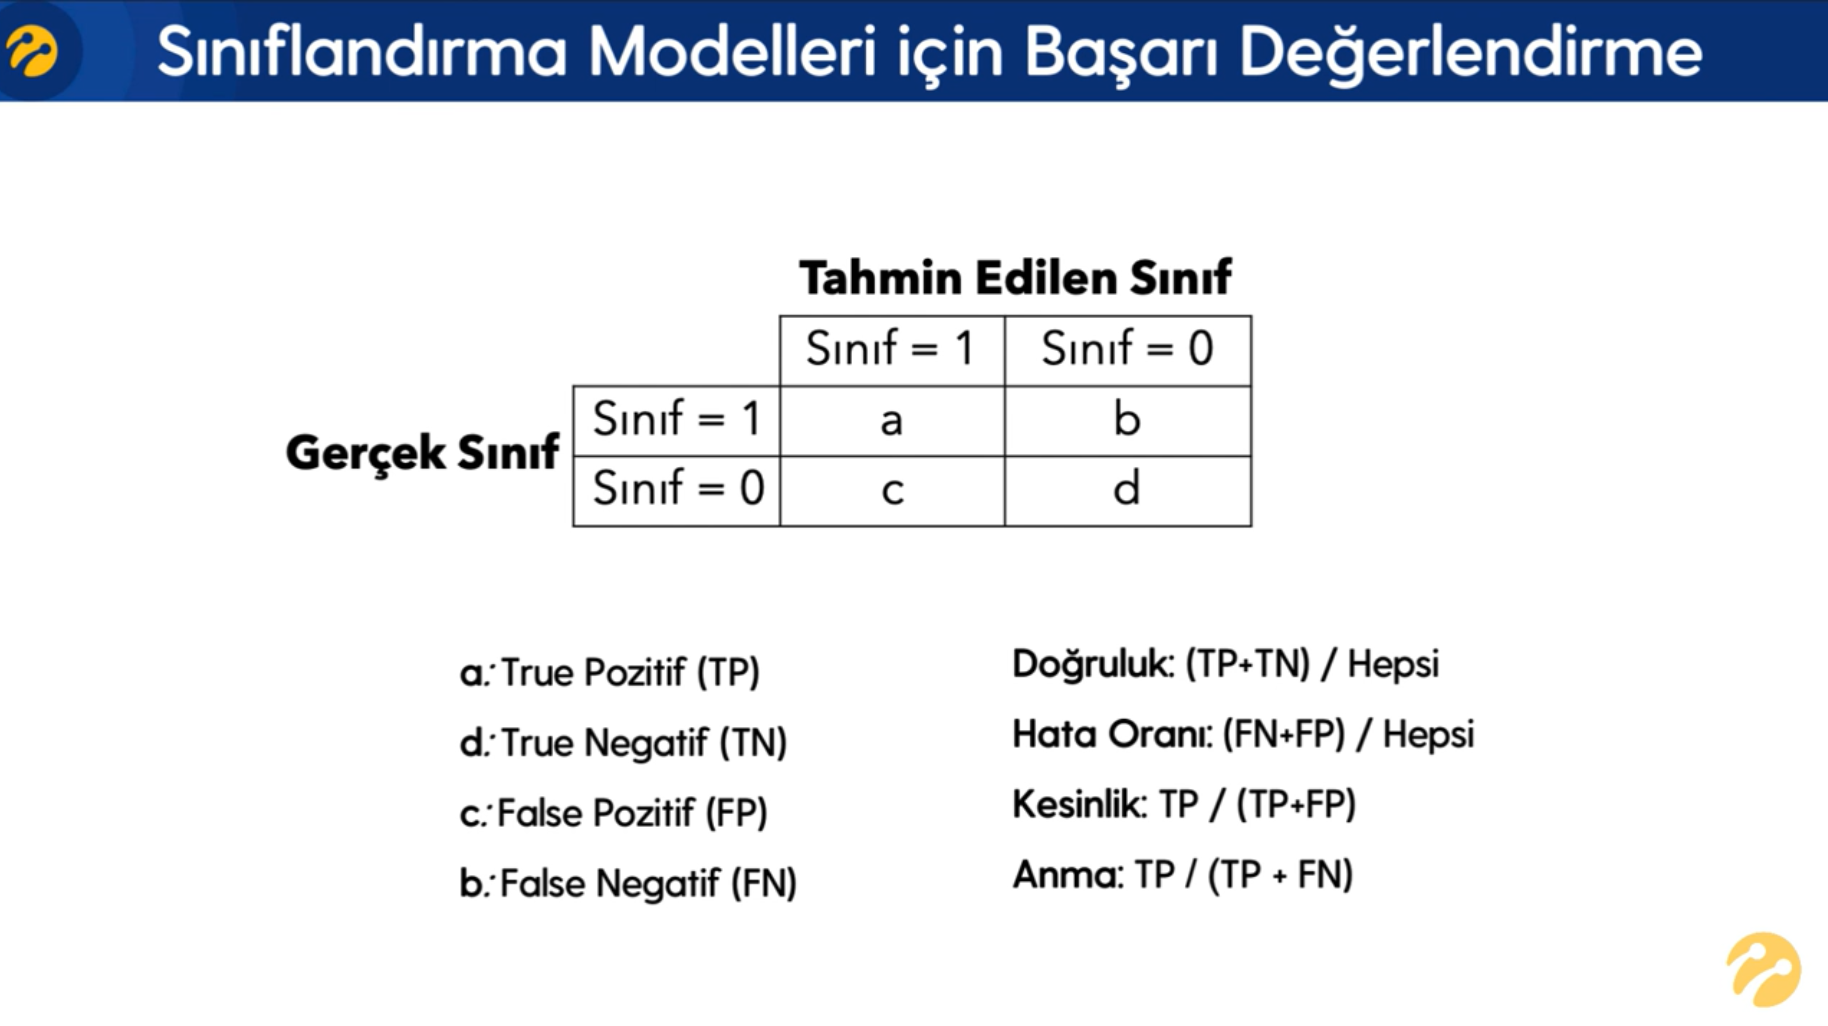 Sınıflandırma Modelleri için Başarı Değerlendirme
Tahmin Edilen Sınıf
Sınıf = 1 Sınıf = 0
Gerçek Sınıf
Sınıf = 1 a b
Sınıf = 0 c d
a: True Pozitif (TP)
d: True Negatif (TN)
c: False Pozitif (FP)
b: False Negatif (FN)
Doğruluk: (TP+TN) / Hepsi
Hata Oranı: (FN+FP) / Hepsi
Kesinlik: TP / (TP+FP)
Anma: TP / (TP + FN)